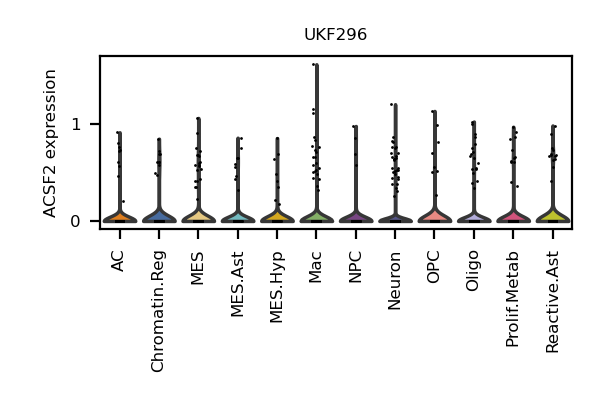 UKF296
ACSF2 expression
1
0
AC
Chromatin.Reg
MES
MES.Ast
MES.Hyp
Mac
NPC
Neuron
OPC
Oligo
Prolif.Metab
Reactive.Ast